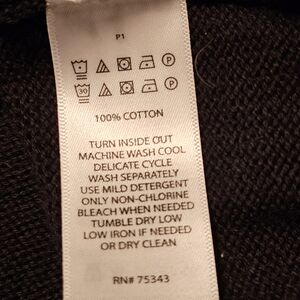 P1
P
30 P
100% COTTON
TURN INSIDE OUT
MACHINE WASH COOL
DELICATE CYCLE
WASH SEPARATELY
USE MILD DETERGENT
ONLY NON-CHLORINE
BLEACH WHEN NEEDED
TUMBLE DRY LOW
LOW IRON IF NEEDED
OR DRY CLEAN
RN# 75343